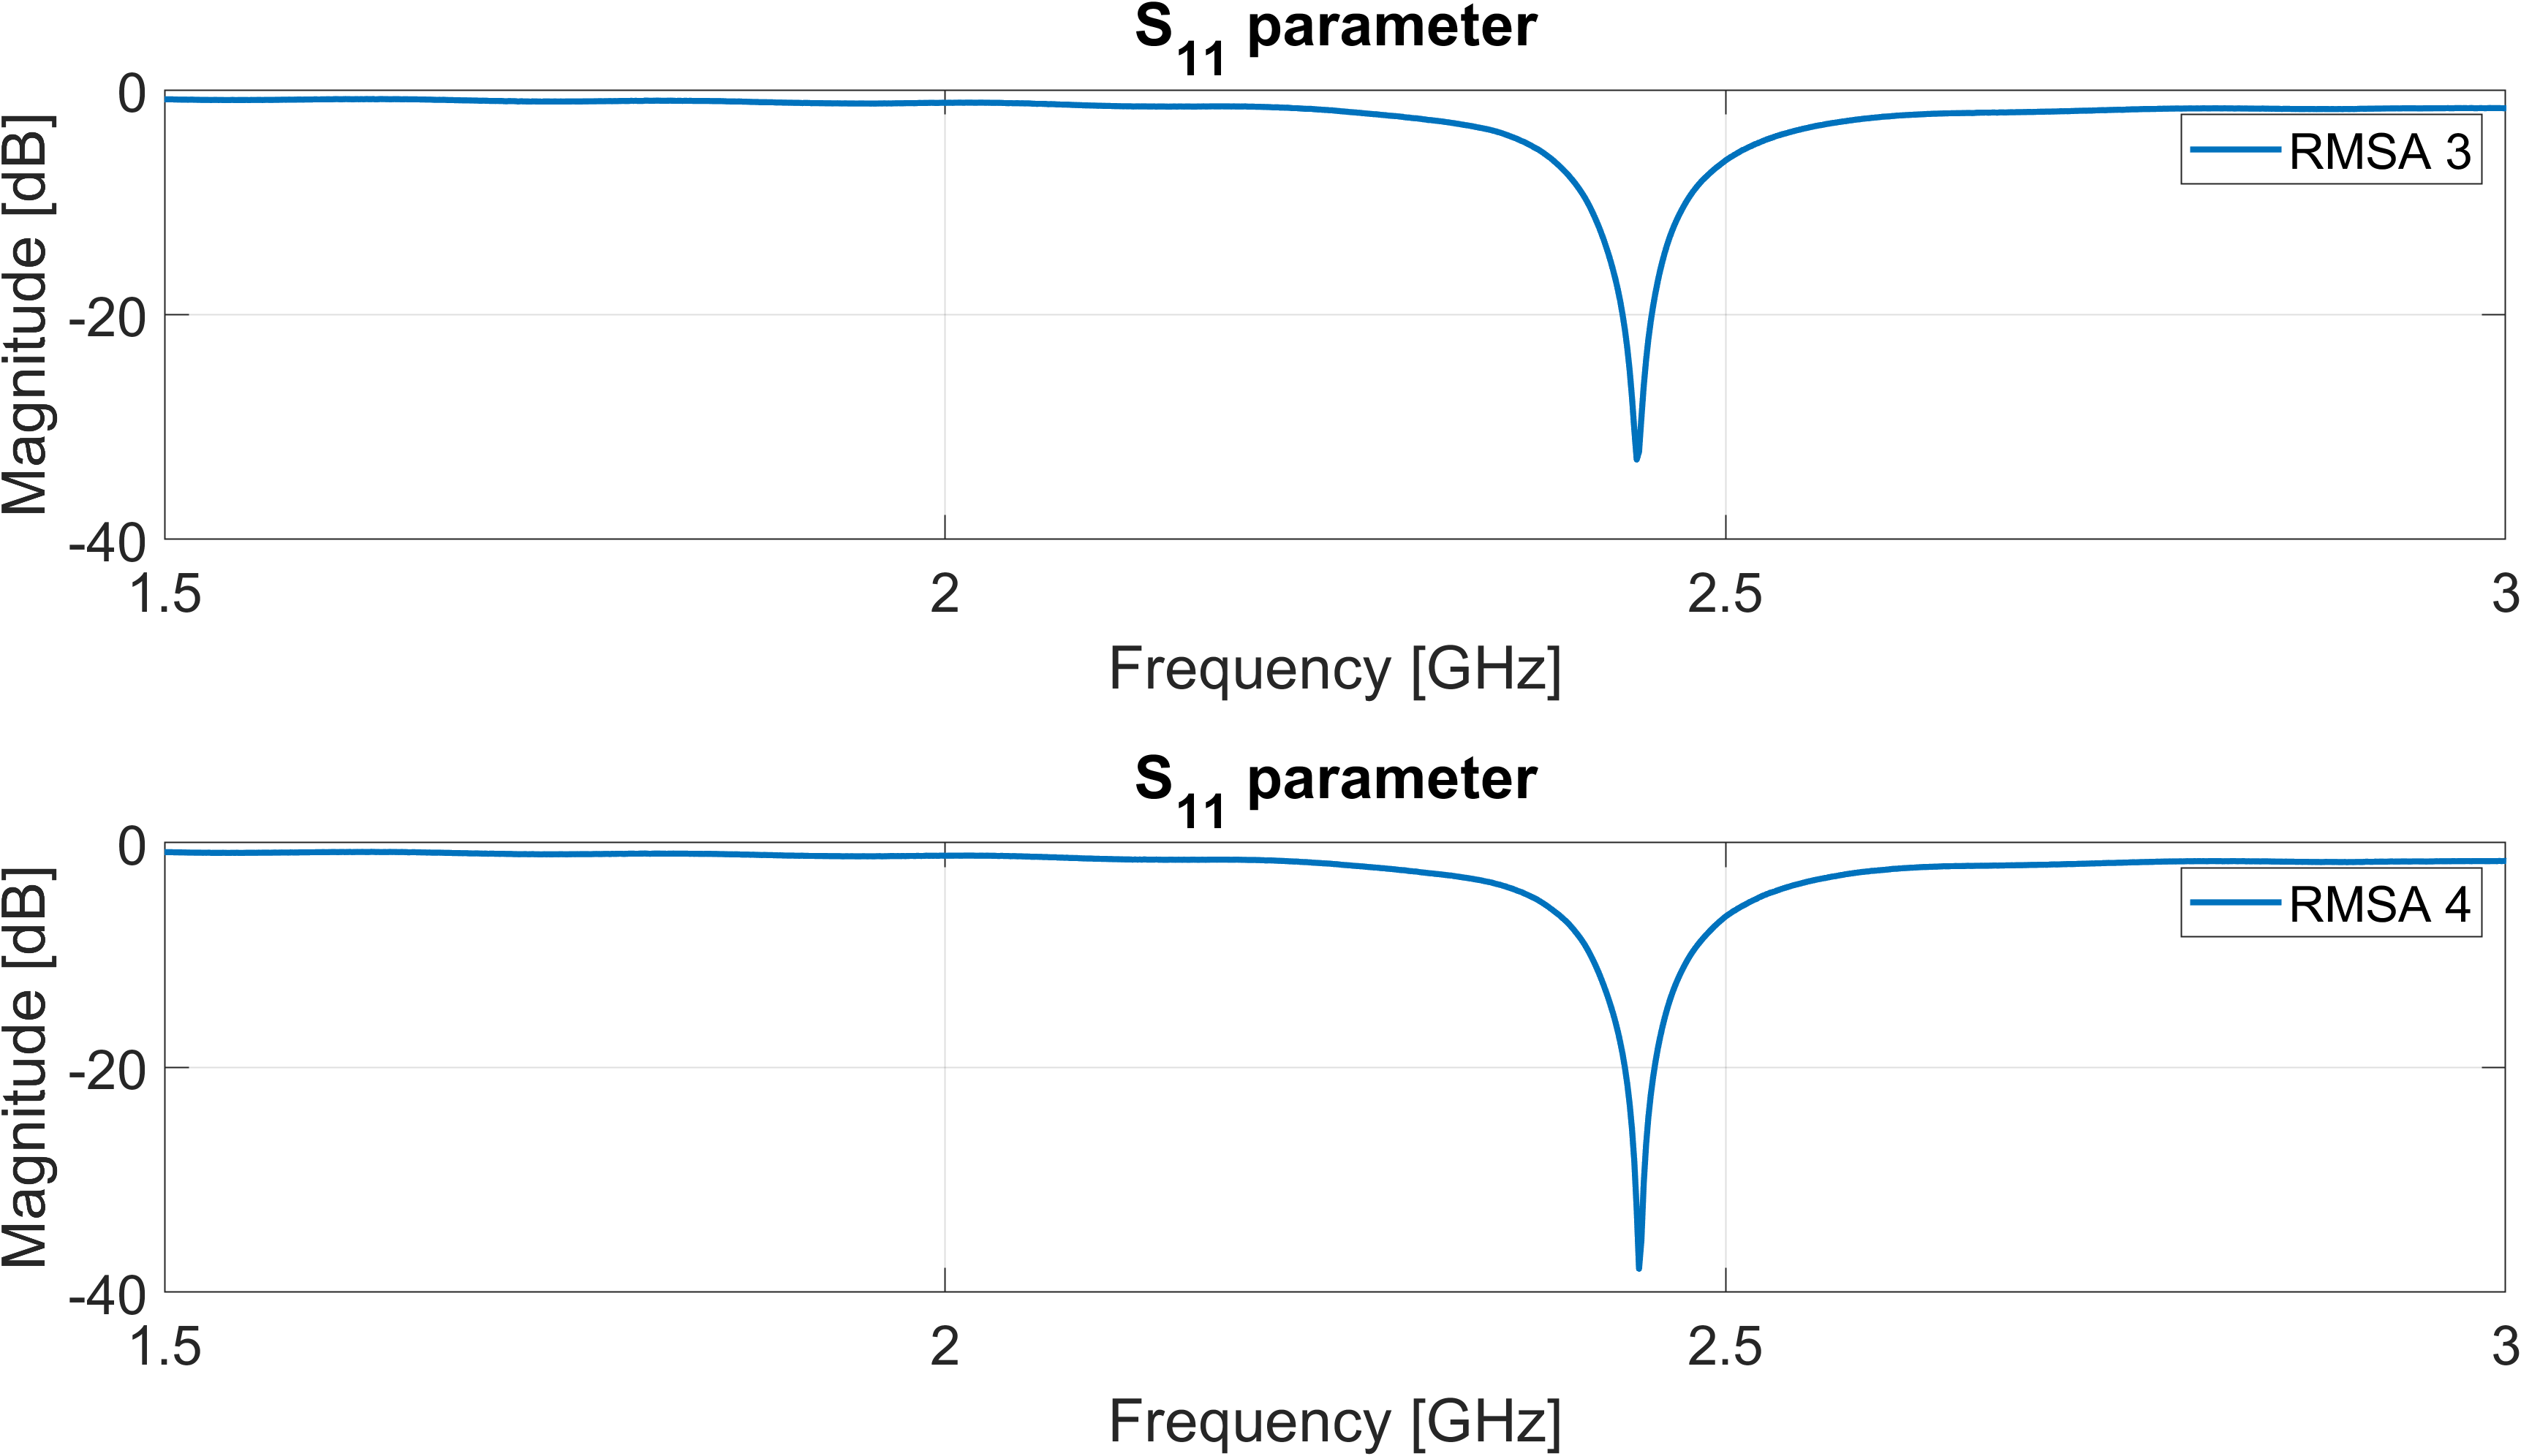 S11 parameter
Magnitude [dB]
0
-20
-40
RMSA 3
1.5 2 2.5 3
Frequency [GHz]
S11 parameter
Magnitude [dB]
0
-20
-40
RMSA 4
1.5 2 2.5 3
Frequency [GHz]